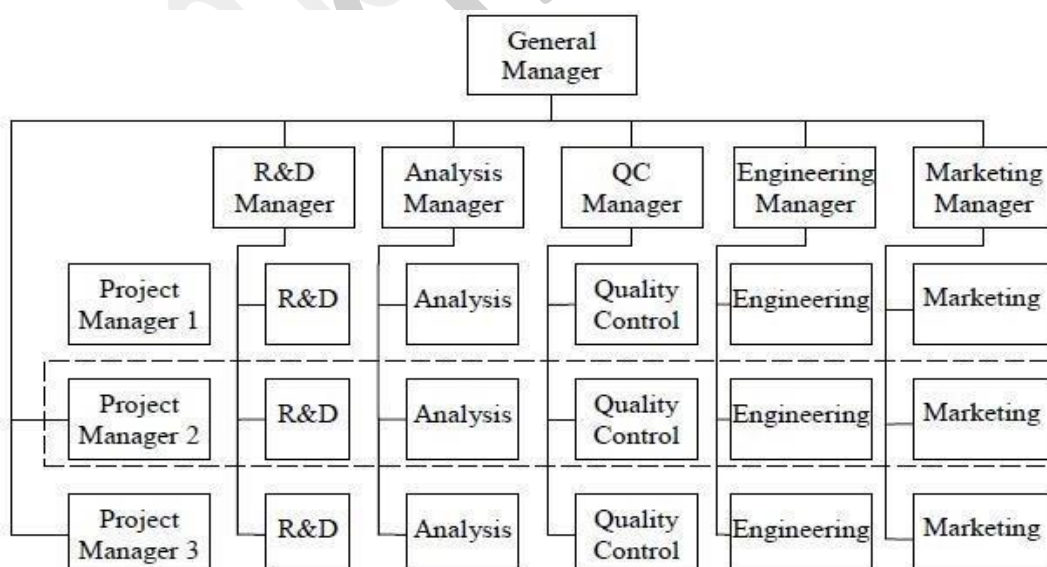 General
Manager
R&D
Manager
Analysis
Manager
QC
Manager
Engineering
Manager
Marketing
Manager
Project
Manager 1
R&D
Analysis
Quality
Control
Engineering
Marketing
Project
Manager 2
R&D
Analysis
Quality
Control
Engineering
Marketing
Project
Manager 3
R&D
Analysis
Quality
Control
Engineering
Marketing